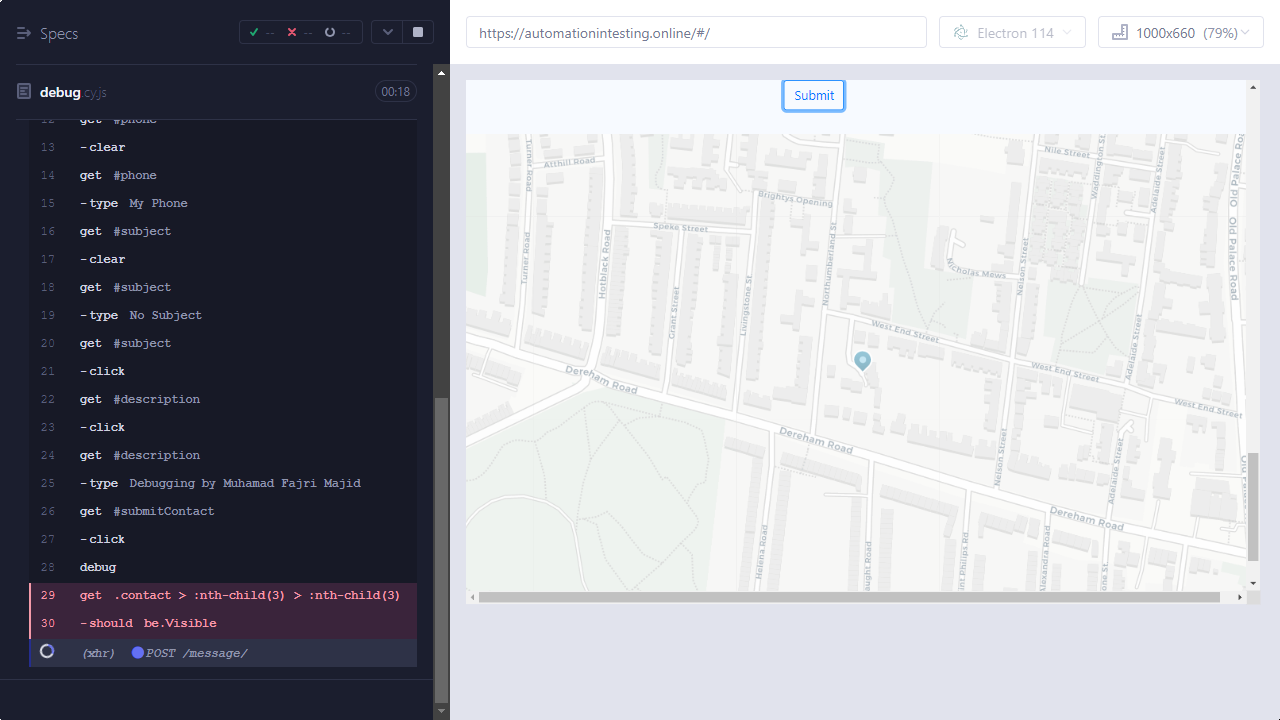 Specs
--
--
--
debug.cy.js
00:18
12 get #phone
13 -clear
14 get #phone
15 -type My Phone
16 get #subject
17 -clear
18 get #subject
19 -type No Subject
20 get #subject
21 -click
22 get #description
23 -click
24 get #description
25 -type Debugging by Muhamad Fajri Majid
26 get #submitContact
27 -click
28 debug
29 get .contact > :nth-child(3) > :nth-child(3)
30 -should be.Visible
(xhr) POST /message/
https://automationintesting.online/#/
Electron 114
1000x660 (79%)
Submit
Turner Road
Atthill Road
Nile Street
Waddington St
Adelaide Street
Old Palace Road
Brightys Opening
Speke Street
Turner Road
Hotblack Road
Northumberland St
Nelson Street
Old Palace Road
Nicholas Mews
Grant Street
Livingstone St
West End Street
Adelaide Street
West End Street
Dereham Road
West End Street
Dereham Road
Nelson Street
Adelaide Street
Dereham Road
Helena Road
aught Road
int Philips Rd
Alexandra Road
one St